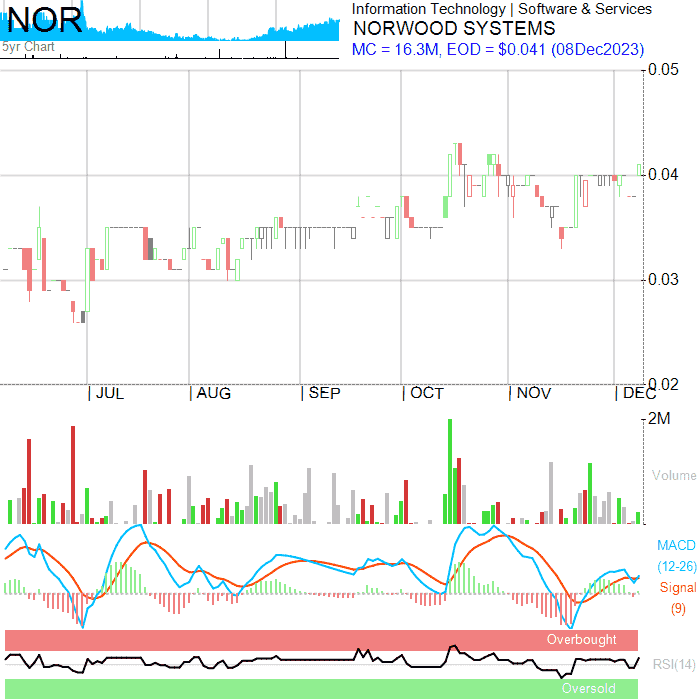 NOR
5yr Chart
Information Technology | Software & Services
NORWOOD SYSTEMS
MC = 16.3M, EOD = $0.041 (08Dec2023)
0.05
0.04
0.03
0.02
| JUL | AUG | SEP | OCT | NOV | DEC
2M
Volume
MACD
(12-26)
Signal
(9)
Overbought
RSI(14)
Oversold